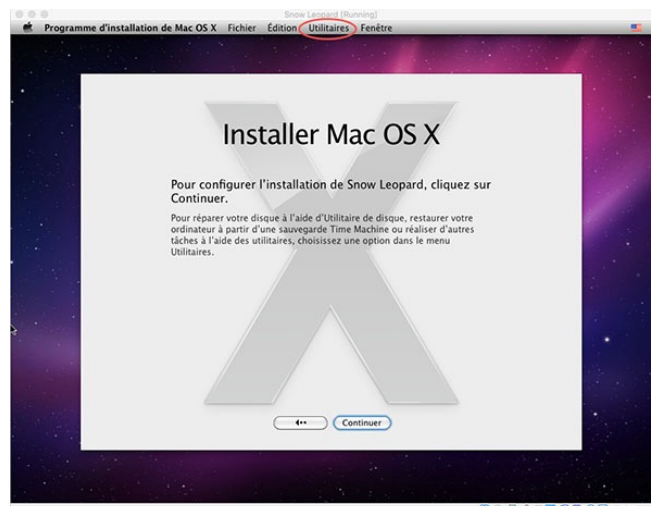 Snow Leopard [Running]
Programme d'installation de Mac OS X Fichier Édition Utilitaires Fenêtre
Installer Mac OS X
Pour configurer l'installation de Snow Leopard, cliquez sur
Continuer.
Pour réparer votre disque à l'aide d'Utilitaire de disque, restaurer votre
ordinateur à partir d'une sauvegarde Time Machine ou réaliser d'autres
tâches à l'aide des utilitaires, choisissez une option dans le menu
Utilitaires.
Continuer